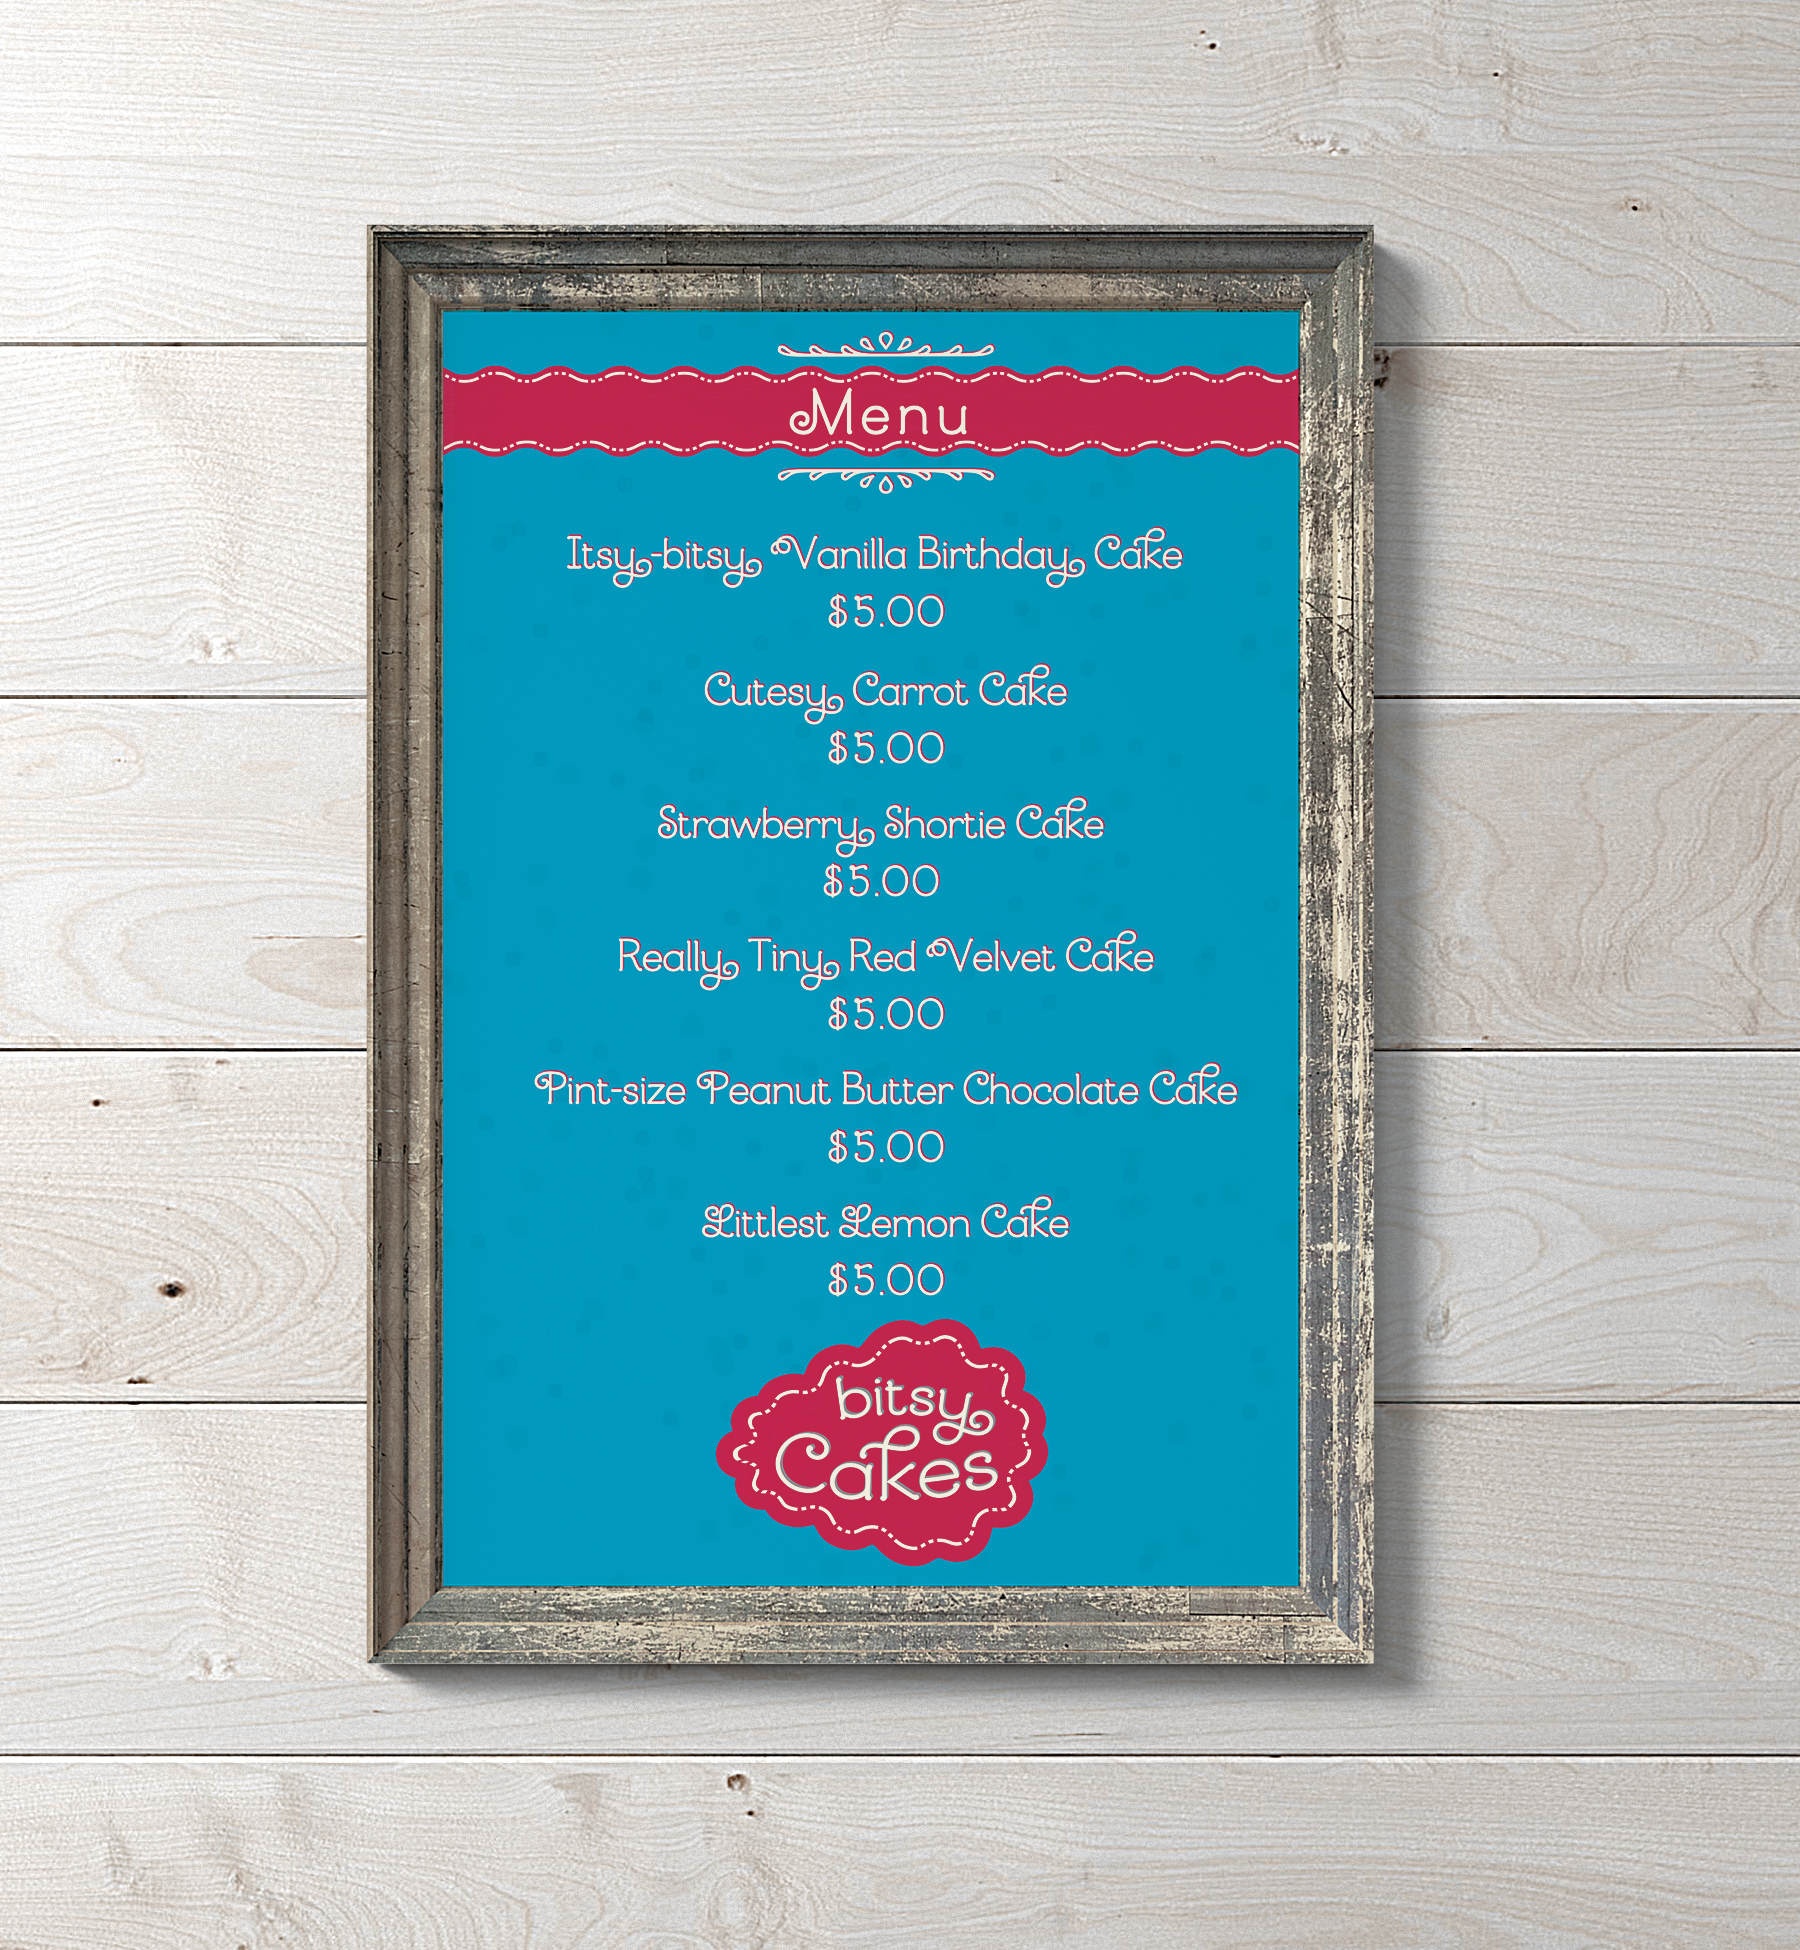 Menu
Itsy-bitsy Vanilla Birthday Cake
$5.00
Cutesy Carrot Cake
$5.00
Strawberry Shortie Cake
$5.00
Really Tiny Red Velvet Cake
$5.00
Pint-size Peanut Butter Chocolate Cake
$5.00
Littlest Lemon Cake
$5.00
bitsy
Cakes